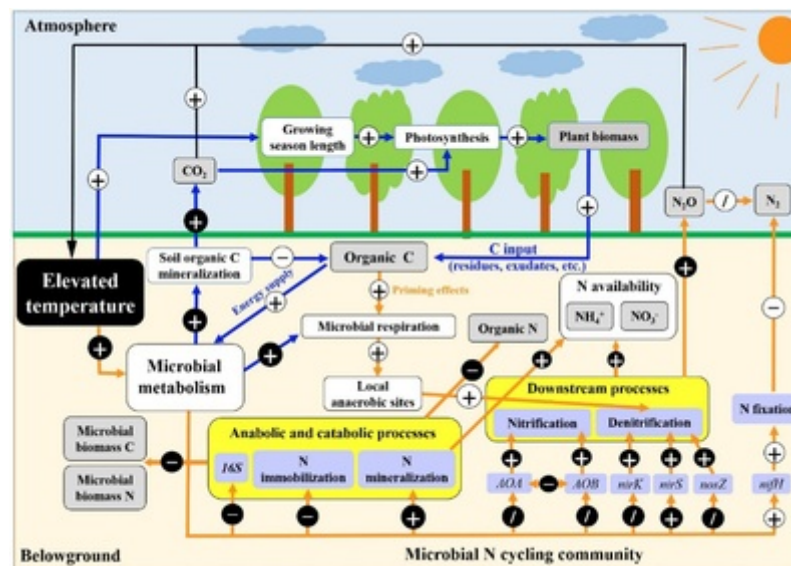 Atmosphere
Growing
season length
Photosynthesis
Plant biomass
CO₂
N₂O
N₂
Elevated
temperature
Soil organic C
mineralization
Organic C
C input
(residues, exudates, etc.)
Energy supply
Priming effects
N availability
NH₄⁺
NO₃⁻
Microbial respiration
Organic N
Microbial
metabolism
Local
anaerobic sites
Downstream processes
Nitrification
Denitrification
N fixation
Microbial
biomass C
Microbial
biomass N
Anabolic and catabolic processes
16S
N
immobilization
N
mineralization
AOA
AOB
nirK
nirS
nosZ
nifH
Belowground
Microbial N cycling community